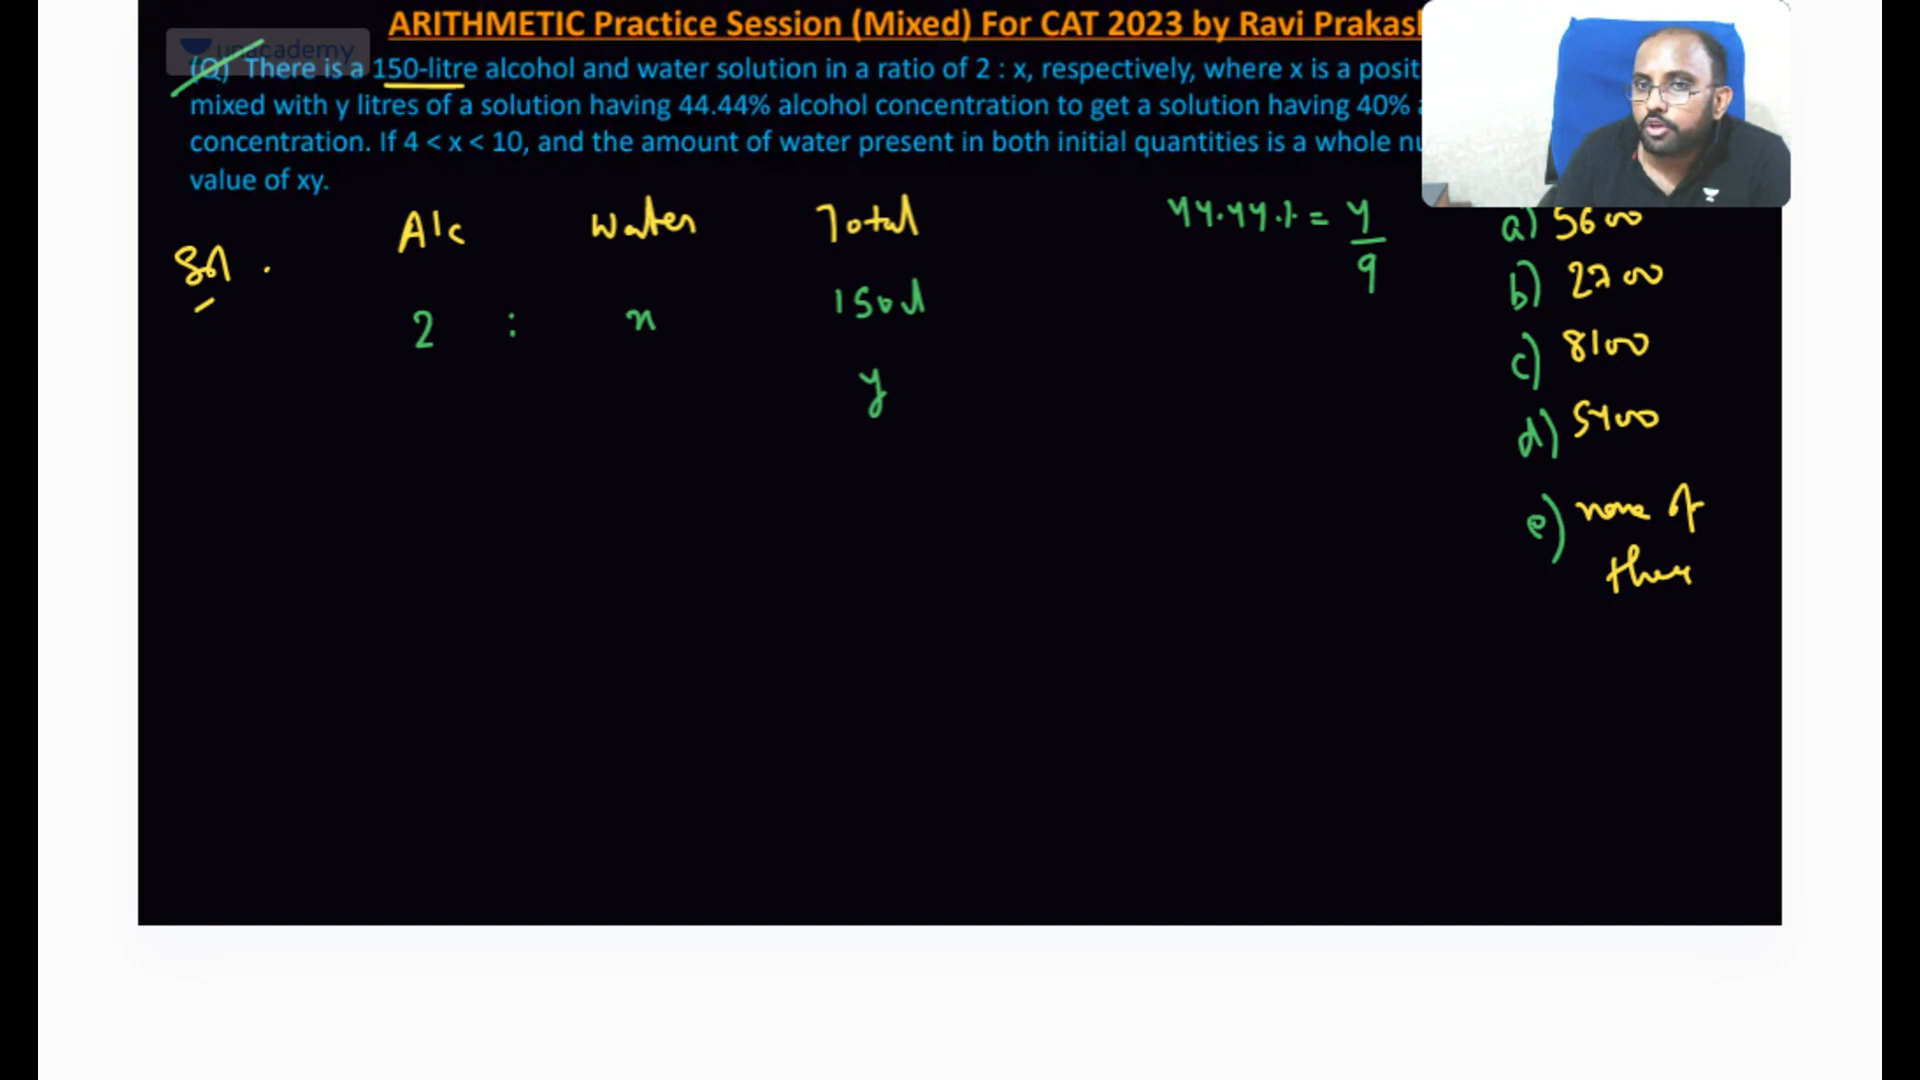 ARITHMETIC Practice Session (Mixed) For CAT 2023 by Ravi Prakash
unacademy
(Q) There is a 150-litre alcohol and water solution in a ratio of 2 : x, respectively, where x is a posit
mixed with y litres of a solution having 44.44% alcohol concentration to get a solution having 40%
concentration. If 4 < x < 10, and the amount of water present in both initial quantities is a whole nu
value of xy.
Sol.
Alc Water Total
2 : x 150l
y
44.44% = 4/9
a) 5600
b) 2700
c) 8100
d) 5400
e) none of
these